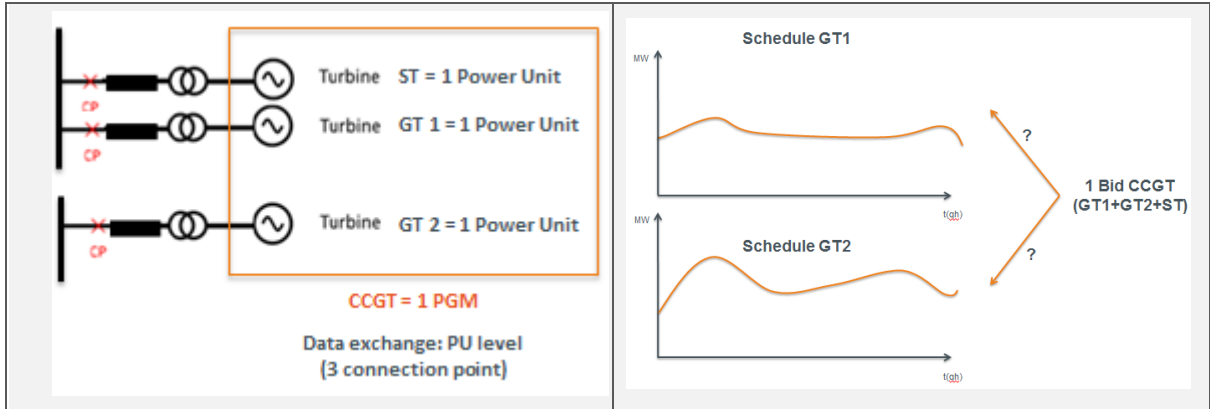 Turbine ST = 1 Power Unit
CP
Turbine GT 1 = 1 Power Unit
CP
Turbine GT 2 = 1 Power Unit
CP
CCGT = 1 PGM
Data exchange: PU level
(3 connection point)
Schedule GT1
MW
?
t(qh)
1 Bid CCGT
(GT1+GT2+ST)
MW
Schedule GT2
?
t(qh)